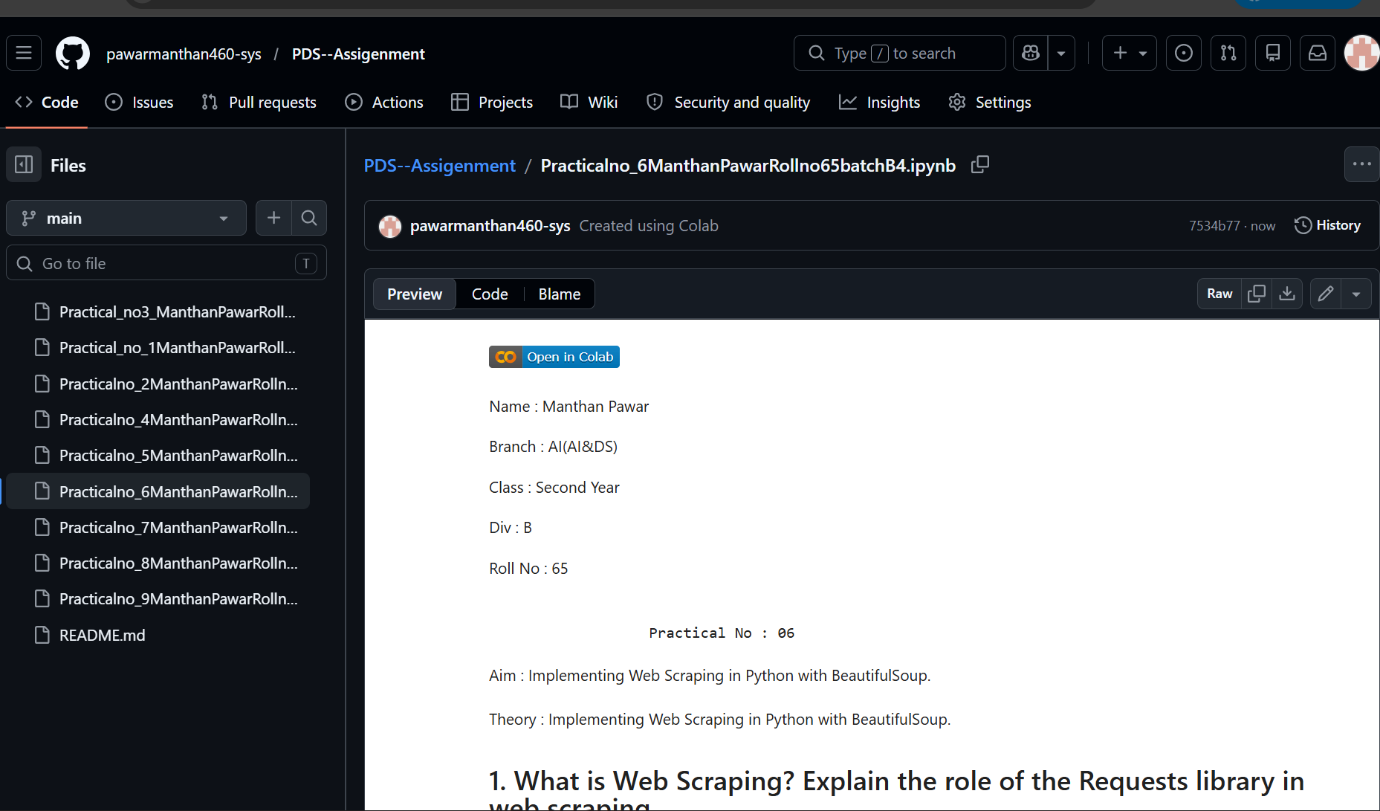 pawarmanthan460-sys / PDS--Assigenment
Type / to search
Code Issues Pull requests Actions Projects Wiki Security and quality Insights Settings
Files
main
Go to file T
Practical_no3_ManthanPawarRoll...
Practical_no_1ManthanPawarRoll...
Practicalno_2ManthanPawarRolln...
Practicalno_4ManthanPawarRolln...
Practicalno_5ManthanPawarRolln...
Practicalno_6ManthanPawarRolln...
Practicalno_7ManthanPawarRolln...
Practicalno_8ManthanPawarRolln...
Practicalno_9ManthanPawarRolln...
README.md
PDS--Assigenment / Practicalno_6ManthanPawarRollno65batchB4.ipynb
pawarmanthan460-sys Created using Colab 7534b77 · now History
Preview Code Blame Raw
Open in Colab
Name : Manthan Pawar
Branch : AI(AI&DS)
Class : Second Year
Div : B
Roll No : 65
Practical No : 06
Aim : Implementing Web Scraping in Python with BeautifulSoup.
Theory : Implementing Web Scraping in Python with BeautifulSoup.
1. What is Web Scraping? Explain the role of the Requests library in
web scraping